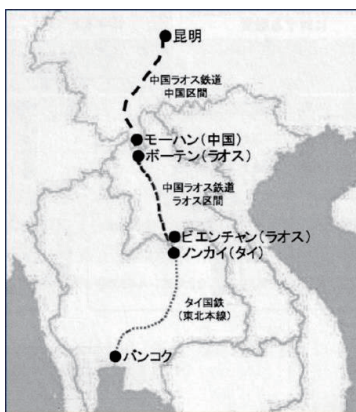 昆明
中国ラオス鉄道
中国区間
モーハン(中国)
ボーテン(ラオス)
中国ラオス鉄道
ラオス区間
ビエンチャン(ラオス)
ノンカイ(タイ)
タイ国鉄
(東北本線)
バンコク